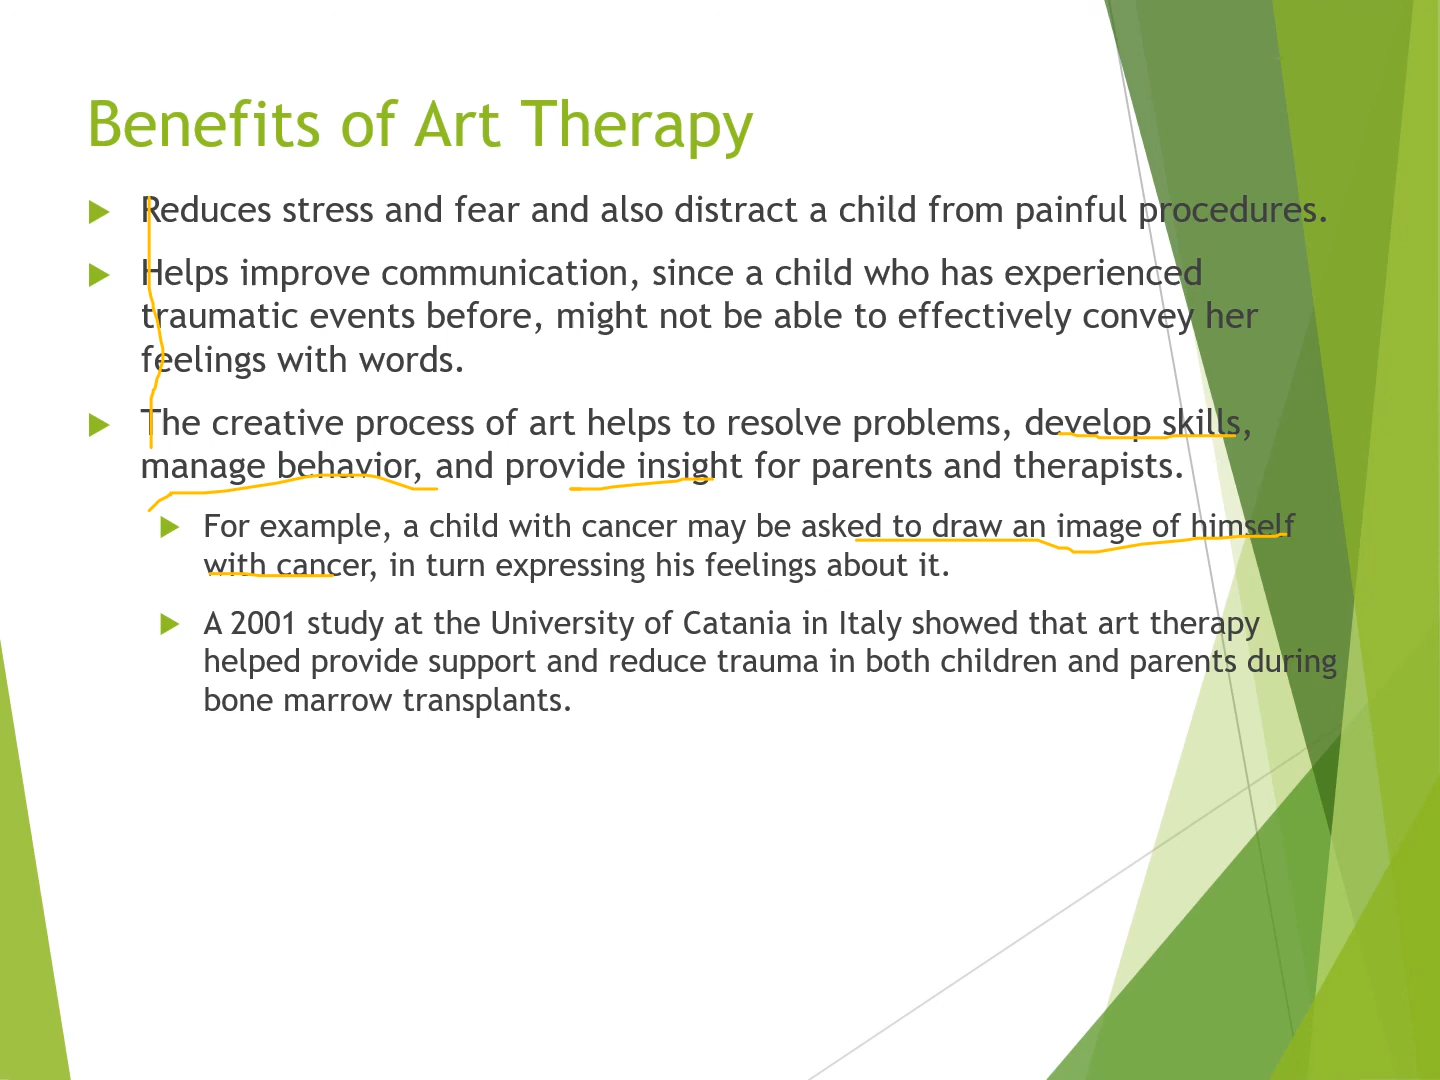 Benefits of Art Therapy
Reduces stress and fear and also distract a child from painful procedures.
Helps improve communication, since a child who has experienced
traumatic events before, might not be able to effectively convey her
feelings with words.
The creative process of art helps to resolve problems, develop skills,
manage behavior, and provide insight for parents and therapists.
For example, a child with cancer may be asked to draw an image of himself
with cancer, in turn expressing his feelings about it.
A 2001 study at the University of Catania in Italy showed that art therapy
helped provide support and reduce trauma in both children and parents during
bone marrow transplants.